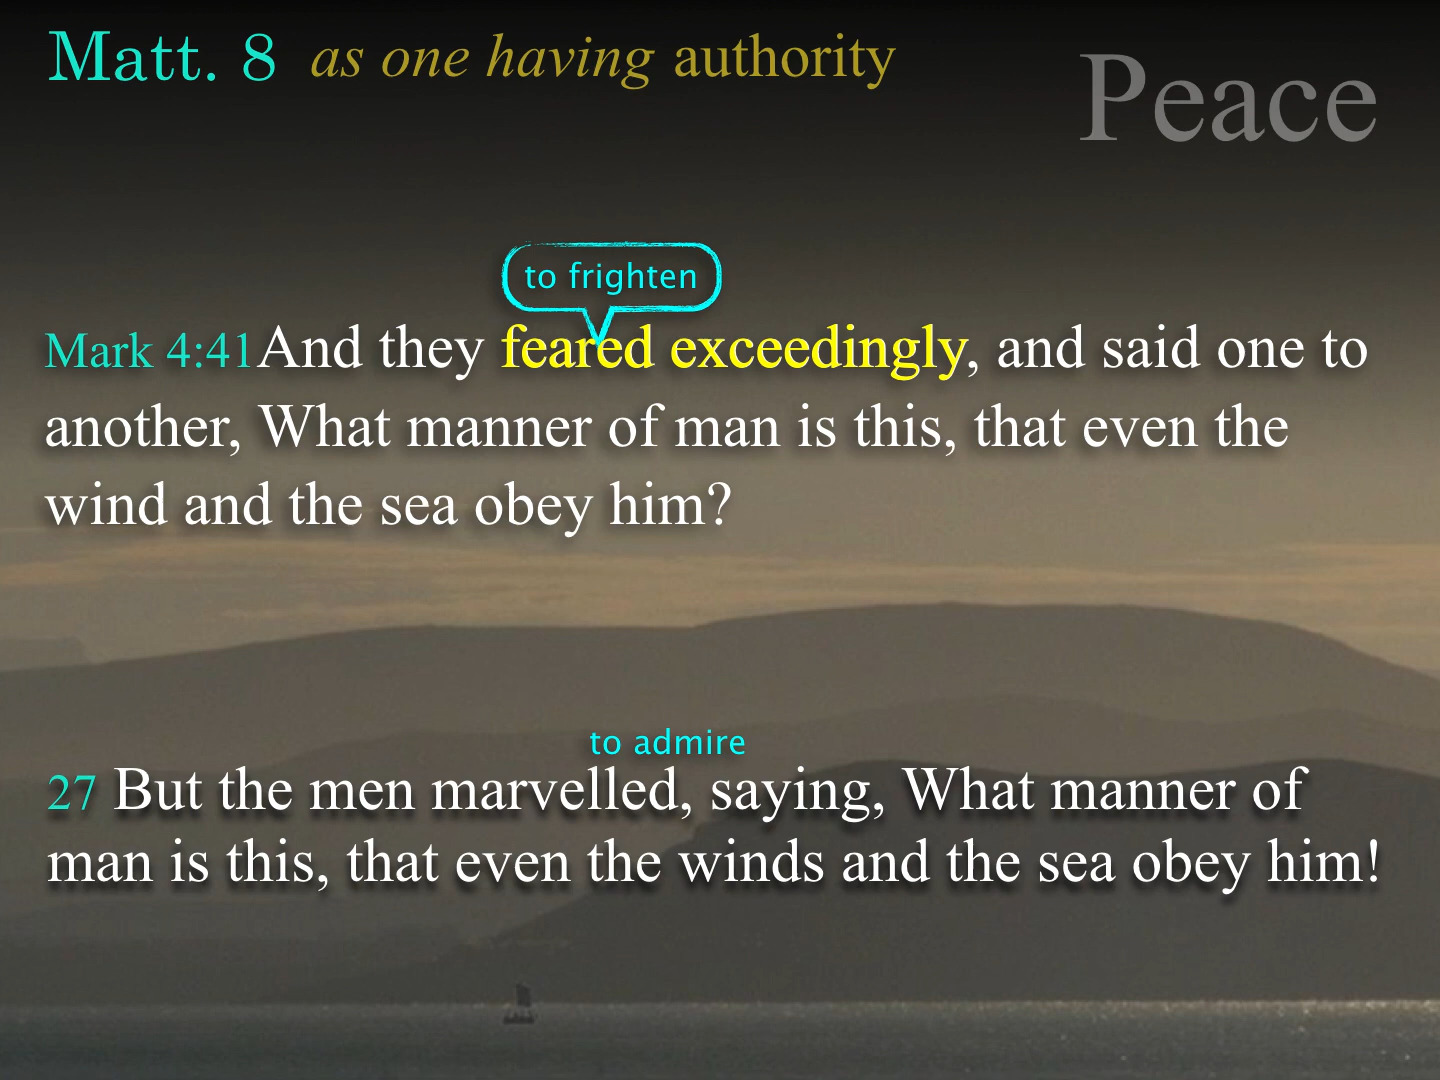 Matt. 8 as one having authority
Peace
to frighten
Mark 4:41 And they feared exceedingly, and said one to
another, What manner of man is this, that even the
wind and the sea obey him?
to admire
27 But the men marvelled, saying, What manner of
man is this, that even the winds and the sea obey him!